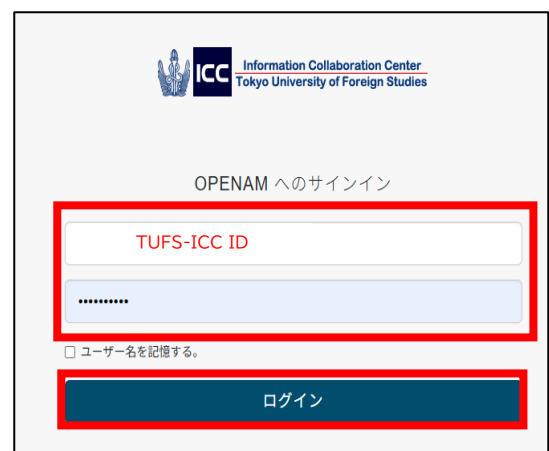 ICC Information Collaboration Center
Tokyo University of Foreign Studies
OPENAM へのサインイン
TUFS-ICC ID
••••••••••
ユーザー名を記憶する。
ログイン